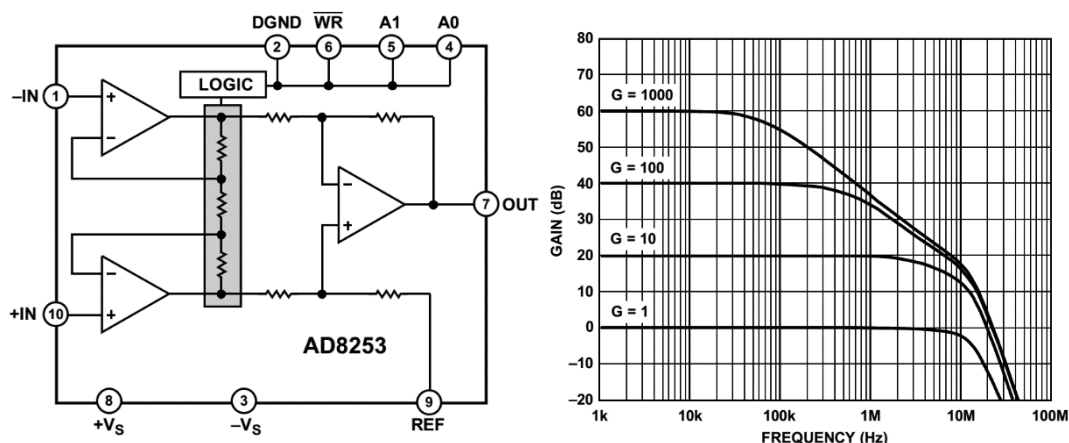 DGND WR A1 A0
2 6 5 4
LOGIC
–IN 1 +
–
–
+
7 OUT
–
+IN 10 +
AD8253
8 3 9
+VS –VS REF
80
70
60
50
40
30
20
10
0
–10
–20
GAIN (dB)
G = 1000
G = 100
G = 10
G = 1
1k 10k 100k 1M 10M 100M
FREQUENCY (Hz)